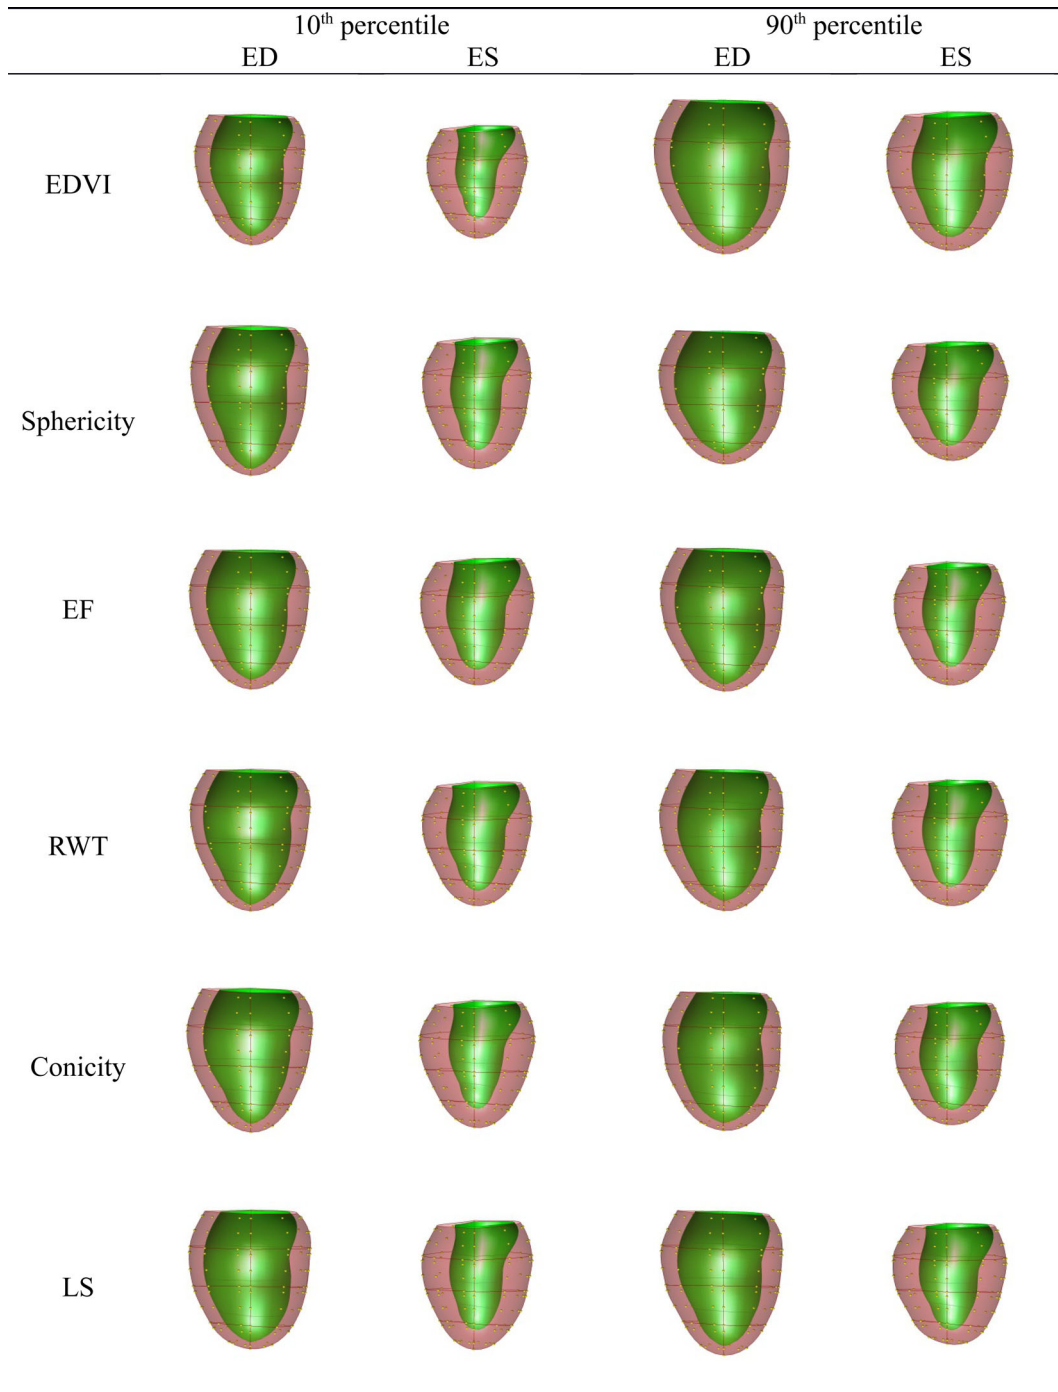 10th percentile 90th percentile
ED ES ED ES
EDVI
Sphericity
EF
RWT
Conicity
LS